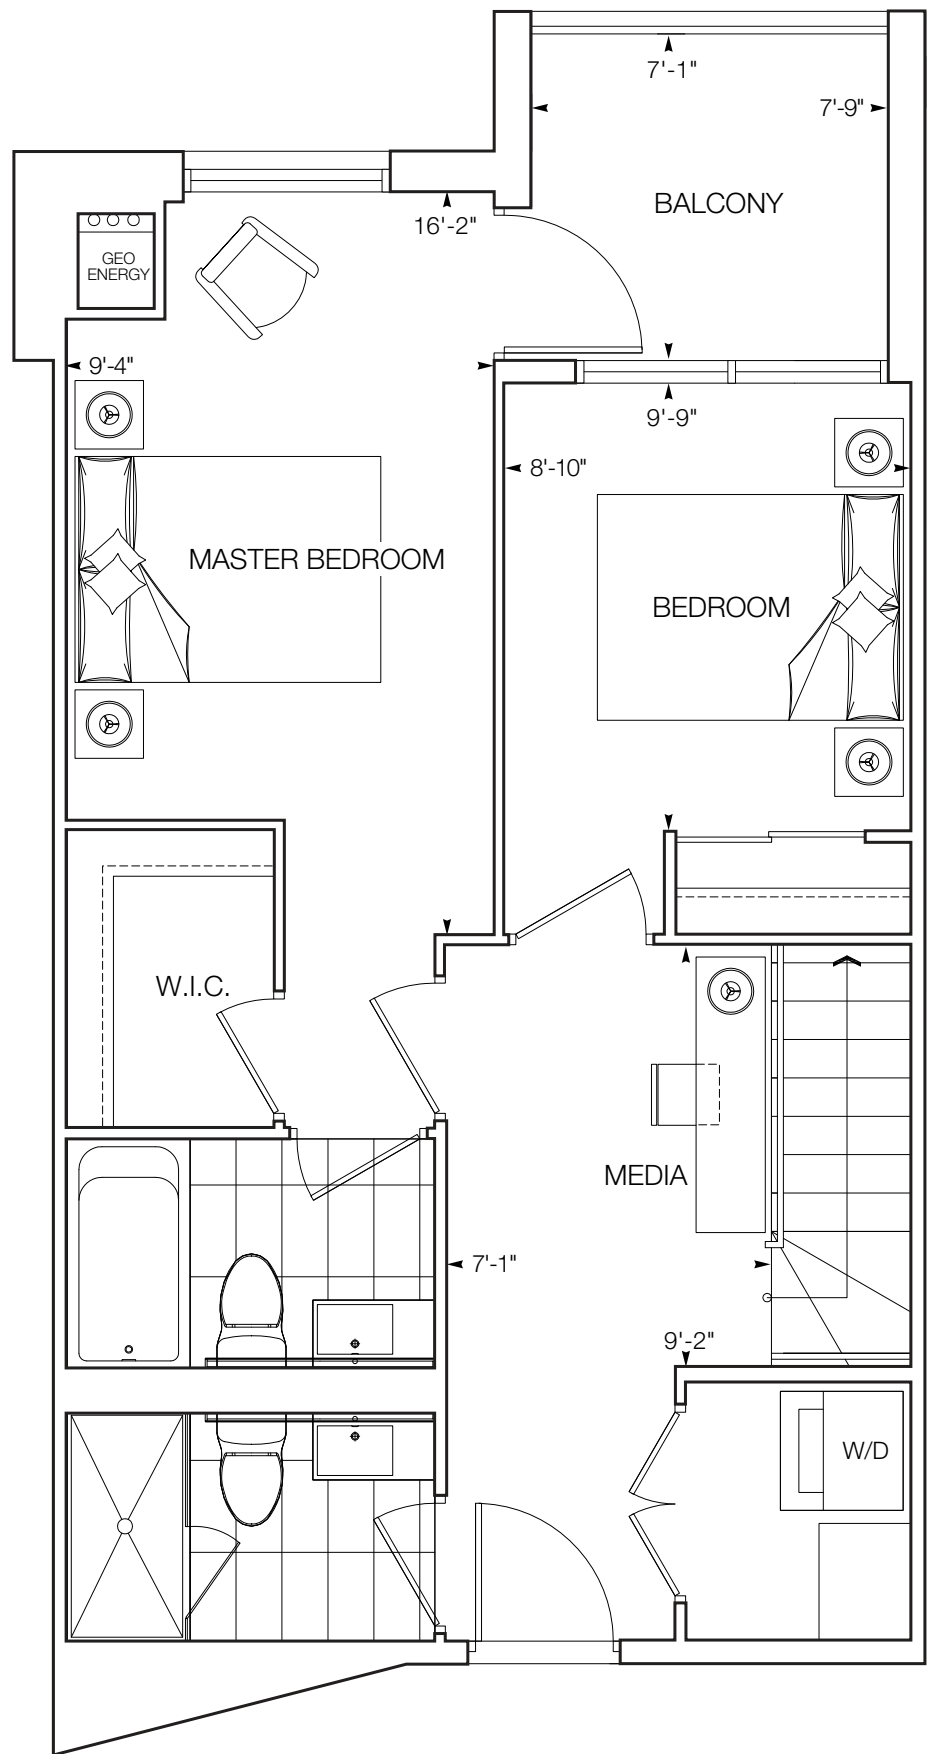 7'-1"
7'-9"
BALCONY
16'-2"
GEO
ENERGY
9'-4"
9'-9"
8'-10"
MASTER BEDROOM
BEDROOM
W.I.C.
MEDIA
7'-1"
9'-2"
W/D